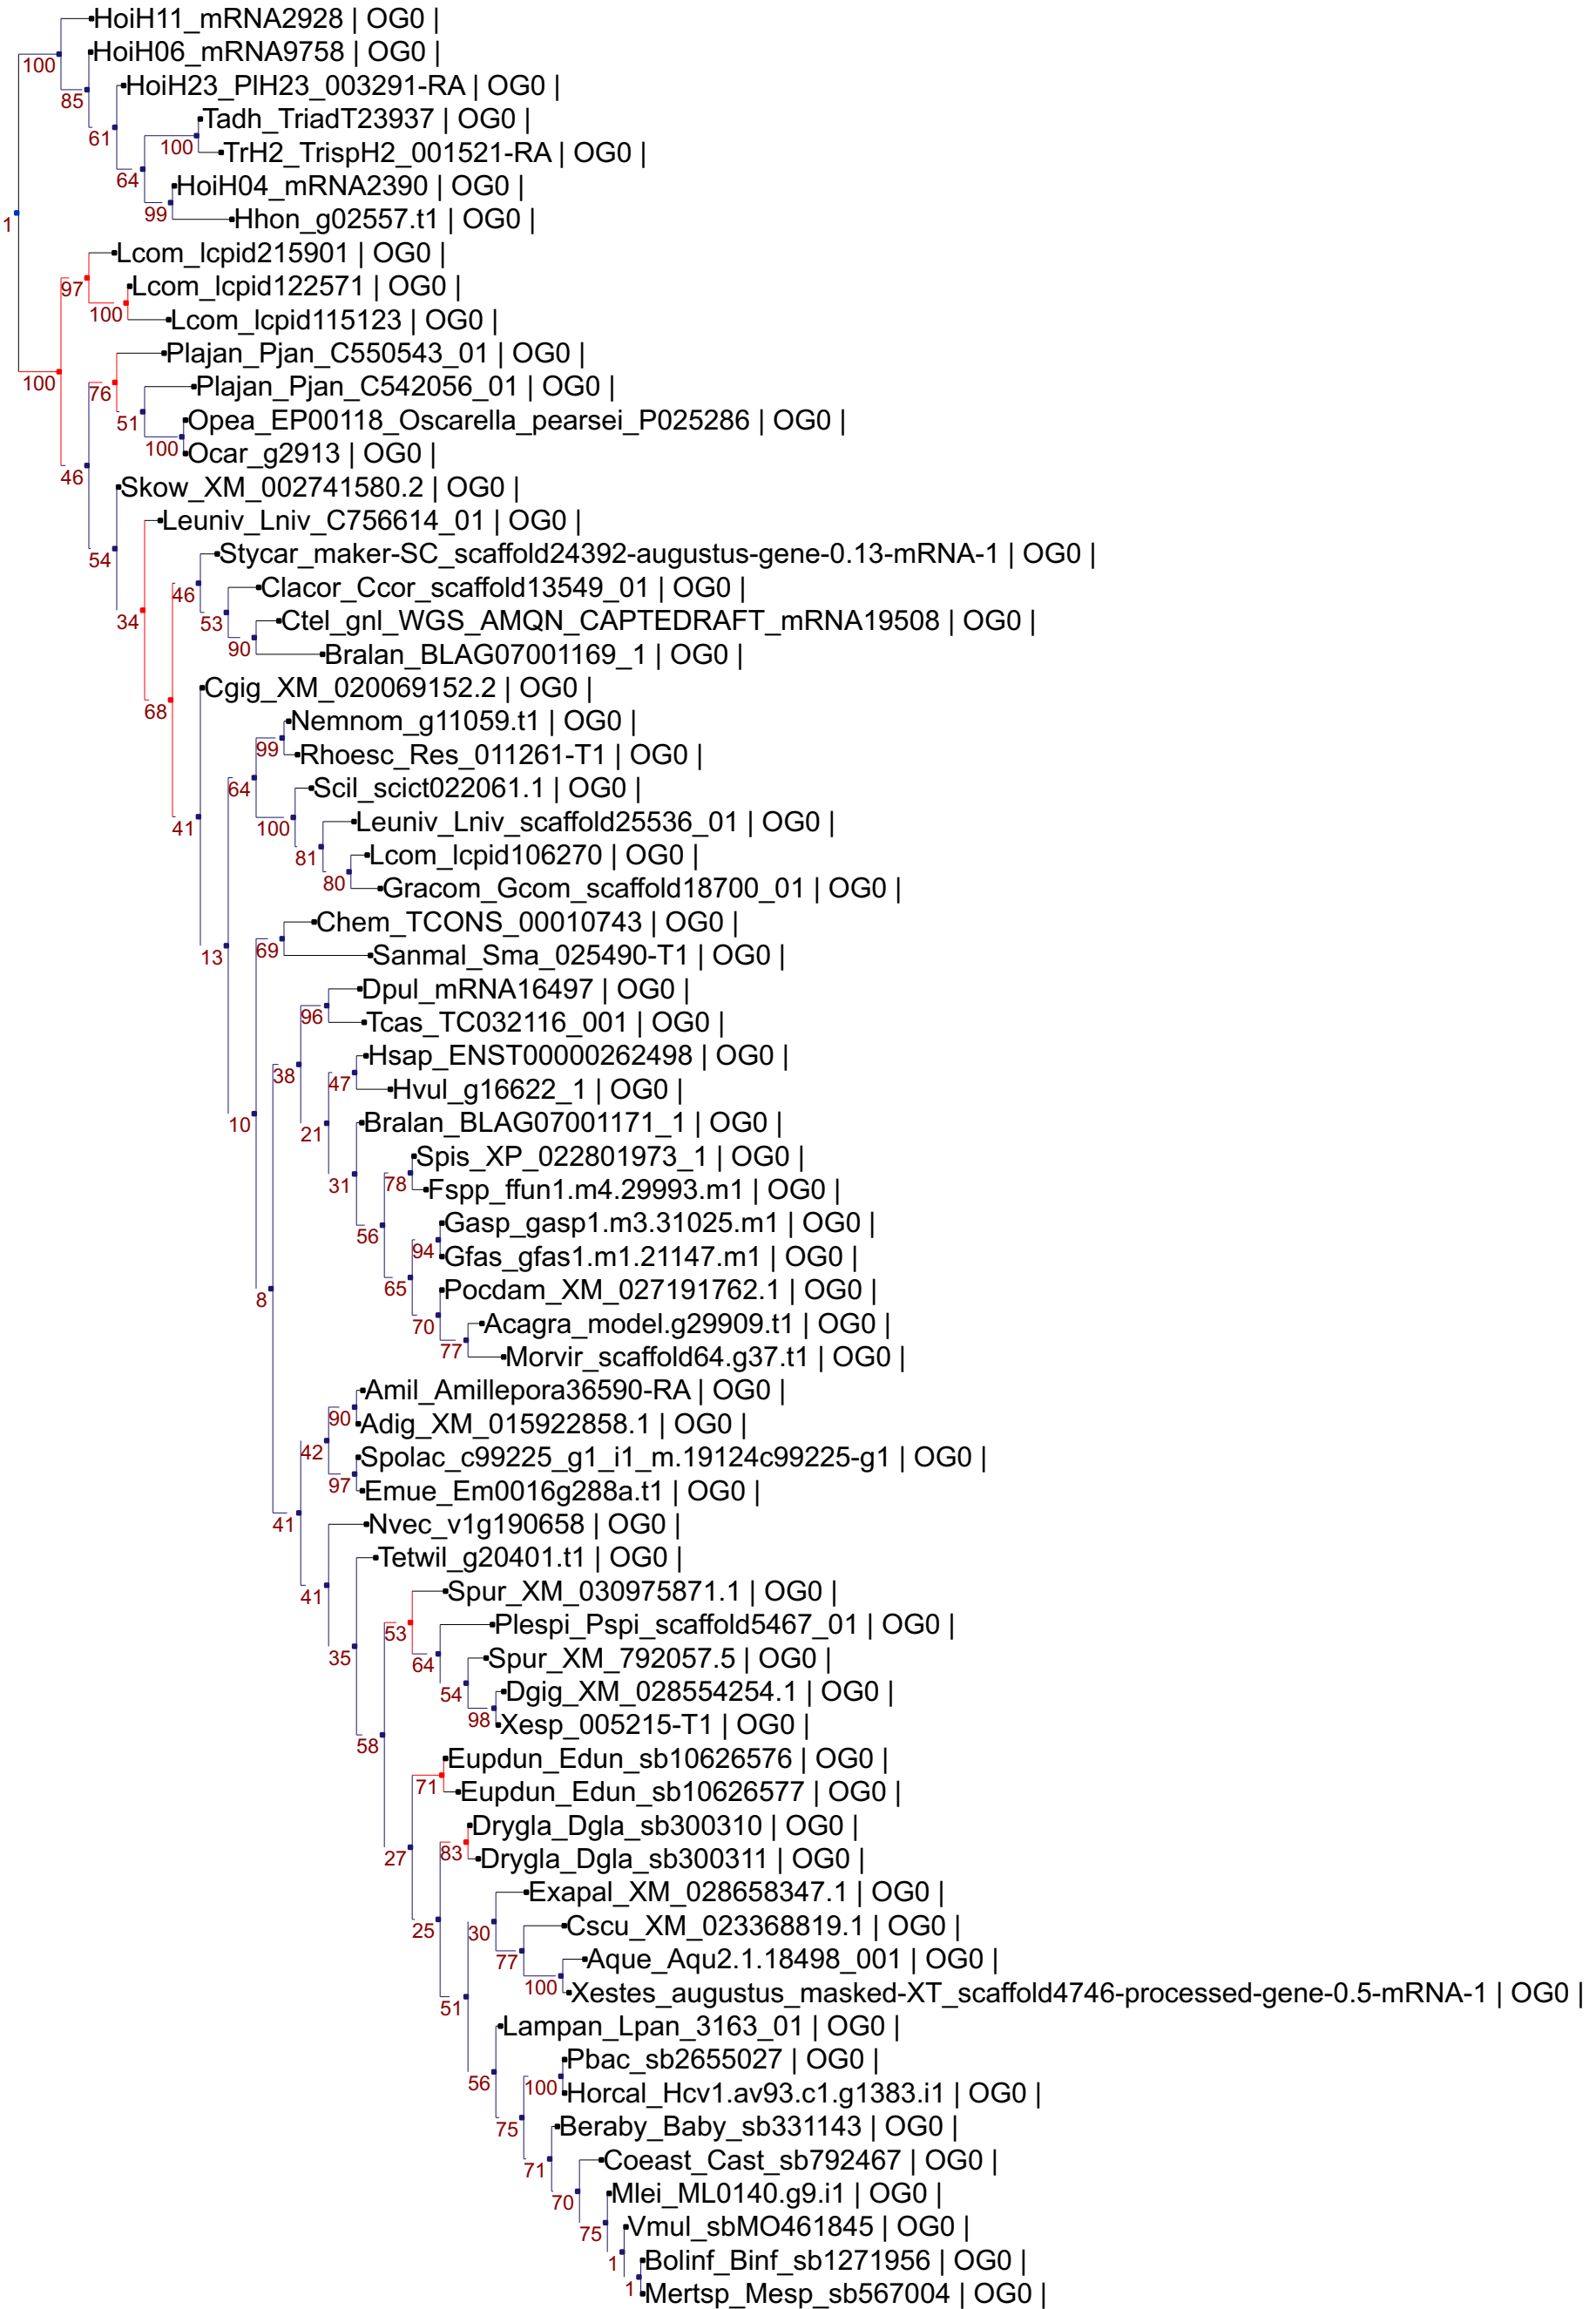 HoiH11_mRNA2928 | OG0 |
HoiH06_mRNA9758 | OG0 |
100
HoiH23_PlH23_003291-RA | OG0 |
85
Tadh_TriadT23937 | OG0 |
61
100
TrH2_TrispH2_001521-RA | OG0 |
64
HoiH04_mRNA2390 | OG0 |
99
Hhon_g02557.t1 | OG0 |
1
Lcom_lcpid215901 | OG0 |
97
Lcom_lcpid122571 | OG0 |
100
Lcom_lcpid115123 | OG0 |
Plajan_Pjan_C550543_01 | OG0 |
100
76
Plajan_Pjan_C542056_01 | OG0 |
51
Opea_EP00118_Oscarella_pearsei_P025286 | OG0 |
100
Ocar_g2913 | OG0 |
46
Skow_XM_002741580.2 | OG0 |
Leuniv_Lniv_C756614_01 | OG0 |
54
Stycar_maker-SC_scaffold24392-augustus-gene-0.13-mRNA-1 | OG0 |
46
Clacor_Ccor_scaffold13549_01 | OG0 |
34
53
Ctel_gnl_WGS_AMQN_CAPTEDRAFT_mRNA19508 | OG0 |
90
Bralan_BLAG07001169_1 | OG0 |
68
Cgig_XM_020069152.2 | OG0 |
Nemnom_g11059.t1 | OG0 |
99
Rhoesc_Res_011261-T1 | OG0 |
64
Scil_scict022061.1 | OG0 |
41
100
Leuniv_Lniv_scaffold25536_01 | OG0 |
81
Lcom_lcpid106270 | OG0 |
80
Gracom_Gcom_scaffold18700_01 | OG0 |
Chem_TCONS_00010743 | OG0 |
13
69
Sanmal_Sma_025490-T1 | OG0 |
Dpul_mRNA16497 | OG0 |
96
Tcas_TC032116_001 | OG0 |
Hsap_ENST00000262498 | OG0 |
38
47
Hvul_g16622_1 | OG0 |
10
21
Bralan_BLAG07001171_1 | OG0 |
Spis_XP_022801973_1 | OG0 |
31
78
Fspp_ffun1.m4.29993.m1 | OG0 |
56
Gasp_gasp1.m3.31025.m1 | OG0 |
94
Gfas_gfas1.m1.21147.m1 | OG0 |
8
65
Pocdam_XM_027191762.1 | OG0 |
70
Acagra_model.g29909.t1 | OG0 |
77
Morvir_scaffold64.g37.t1 | OG0 |
Amil_Amillepora36590-RA | OG0 |
90
Adig_XM_015922858.1 | OG0 |
42
Spolac_c99225_g1_i1_m.19124c99225-g1 | OG0 |
97
Emue_Em0016g288a.t1 | OG0 |
41
Nvec_v1g190658 | OG0 |
Tetwil_g20401.t1 | OG0 |
41
Spur_XM_030975871.1 | OG0 |
53
Plespi_Pspi_scaffold5467_01 | OG0 |
35
64
Spur_XM_792057.5 | OG0 |
54
Dgig_XM_028554254.1 | OG0 |
98
Xesp_005215-T1 | OG0 |
58
Eupdun_Edun_sb10626576 | OG0 |
71
Eupdun_Edun_sb10626577 | OG0 |
Drygla_Dgla_sb300310 | OG0 |
27
83
Drygla_Dgla_sb300311 | OG0 |
Exapal_XM_028658347.1 | OG0 |
25
30
Cscu_XM_023368819.1 | OG0 |
77
Aque_Aqu2.1.18498_001 | OG0 |
100
Xestes_augustus_masked-XT_scaffold4746-processed-gene-0.5-mRNA-1 | OG0 |
51
Lampan_Lpan_3163_01 | OG0 |
Pbac_sb2655027 | OG0 |
56
100
Horcal_Hcv1.av93.c1.g1383.i1 | OG0 |
75
Beraby_Baby_sb331143 | OG0 |
71
Coeast_Cast_sb792467 | OG0 |
70
Mlei_ML0140.g9.i1 | OG0 |
75
Vmul_sbMO461845 | OG0 |
1
Bolinf_Binf_sb1271956 | OG0 |
1
Mertsp_Mesp_sb567004 | OG0 |